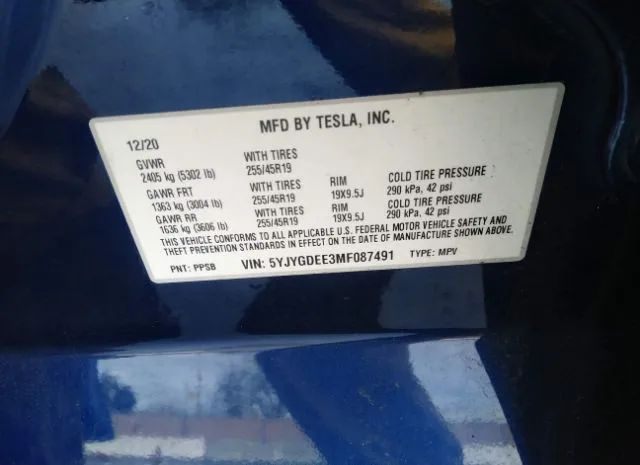 MFD BY TESLA, INC.
12/20
GVWR WITH TIRES
2405 kg (5302 lb) 255/45R19
GAWR FRT WITH TIRES RIM COLD TIRE PRESSURE
1363 kg (3004 lb) 255/45R19 19X9.5J 290 kPa, 42 psi
GAWR RR WITH TIRES RIM COLD TIRE PRESSURE
1636 kg (3606 lb) 255/45R19 19X9.5J 290 kPa, 42 psi
THIS VEHICLE CONFORMS TO ALL APPLICABLE U.S. FEDERAL MOTOR VEHICLE SAFETY AND
THEFT PREVENTION STANDARDS IN EFFECT ON THE DATE OF MANUFACTURE SHOWN ABOVE.
PNT: PPSB VIN: 5YJYGDEE3MF087491 TYPE: MPV